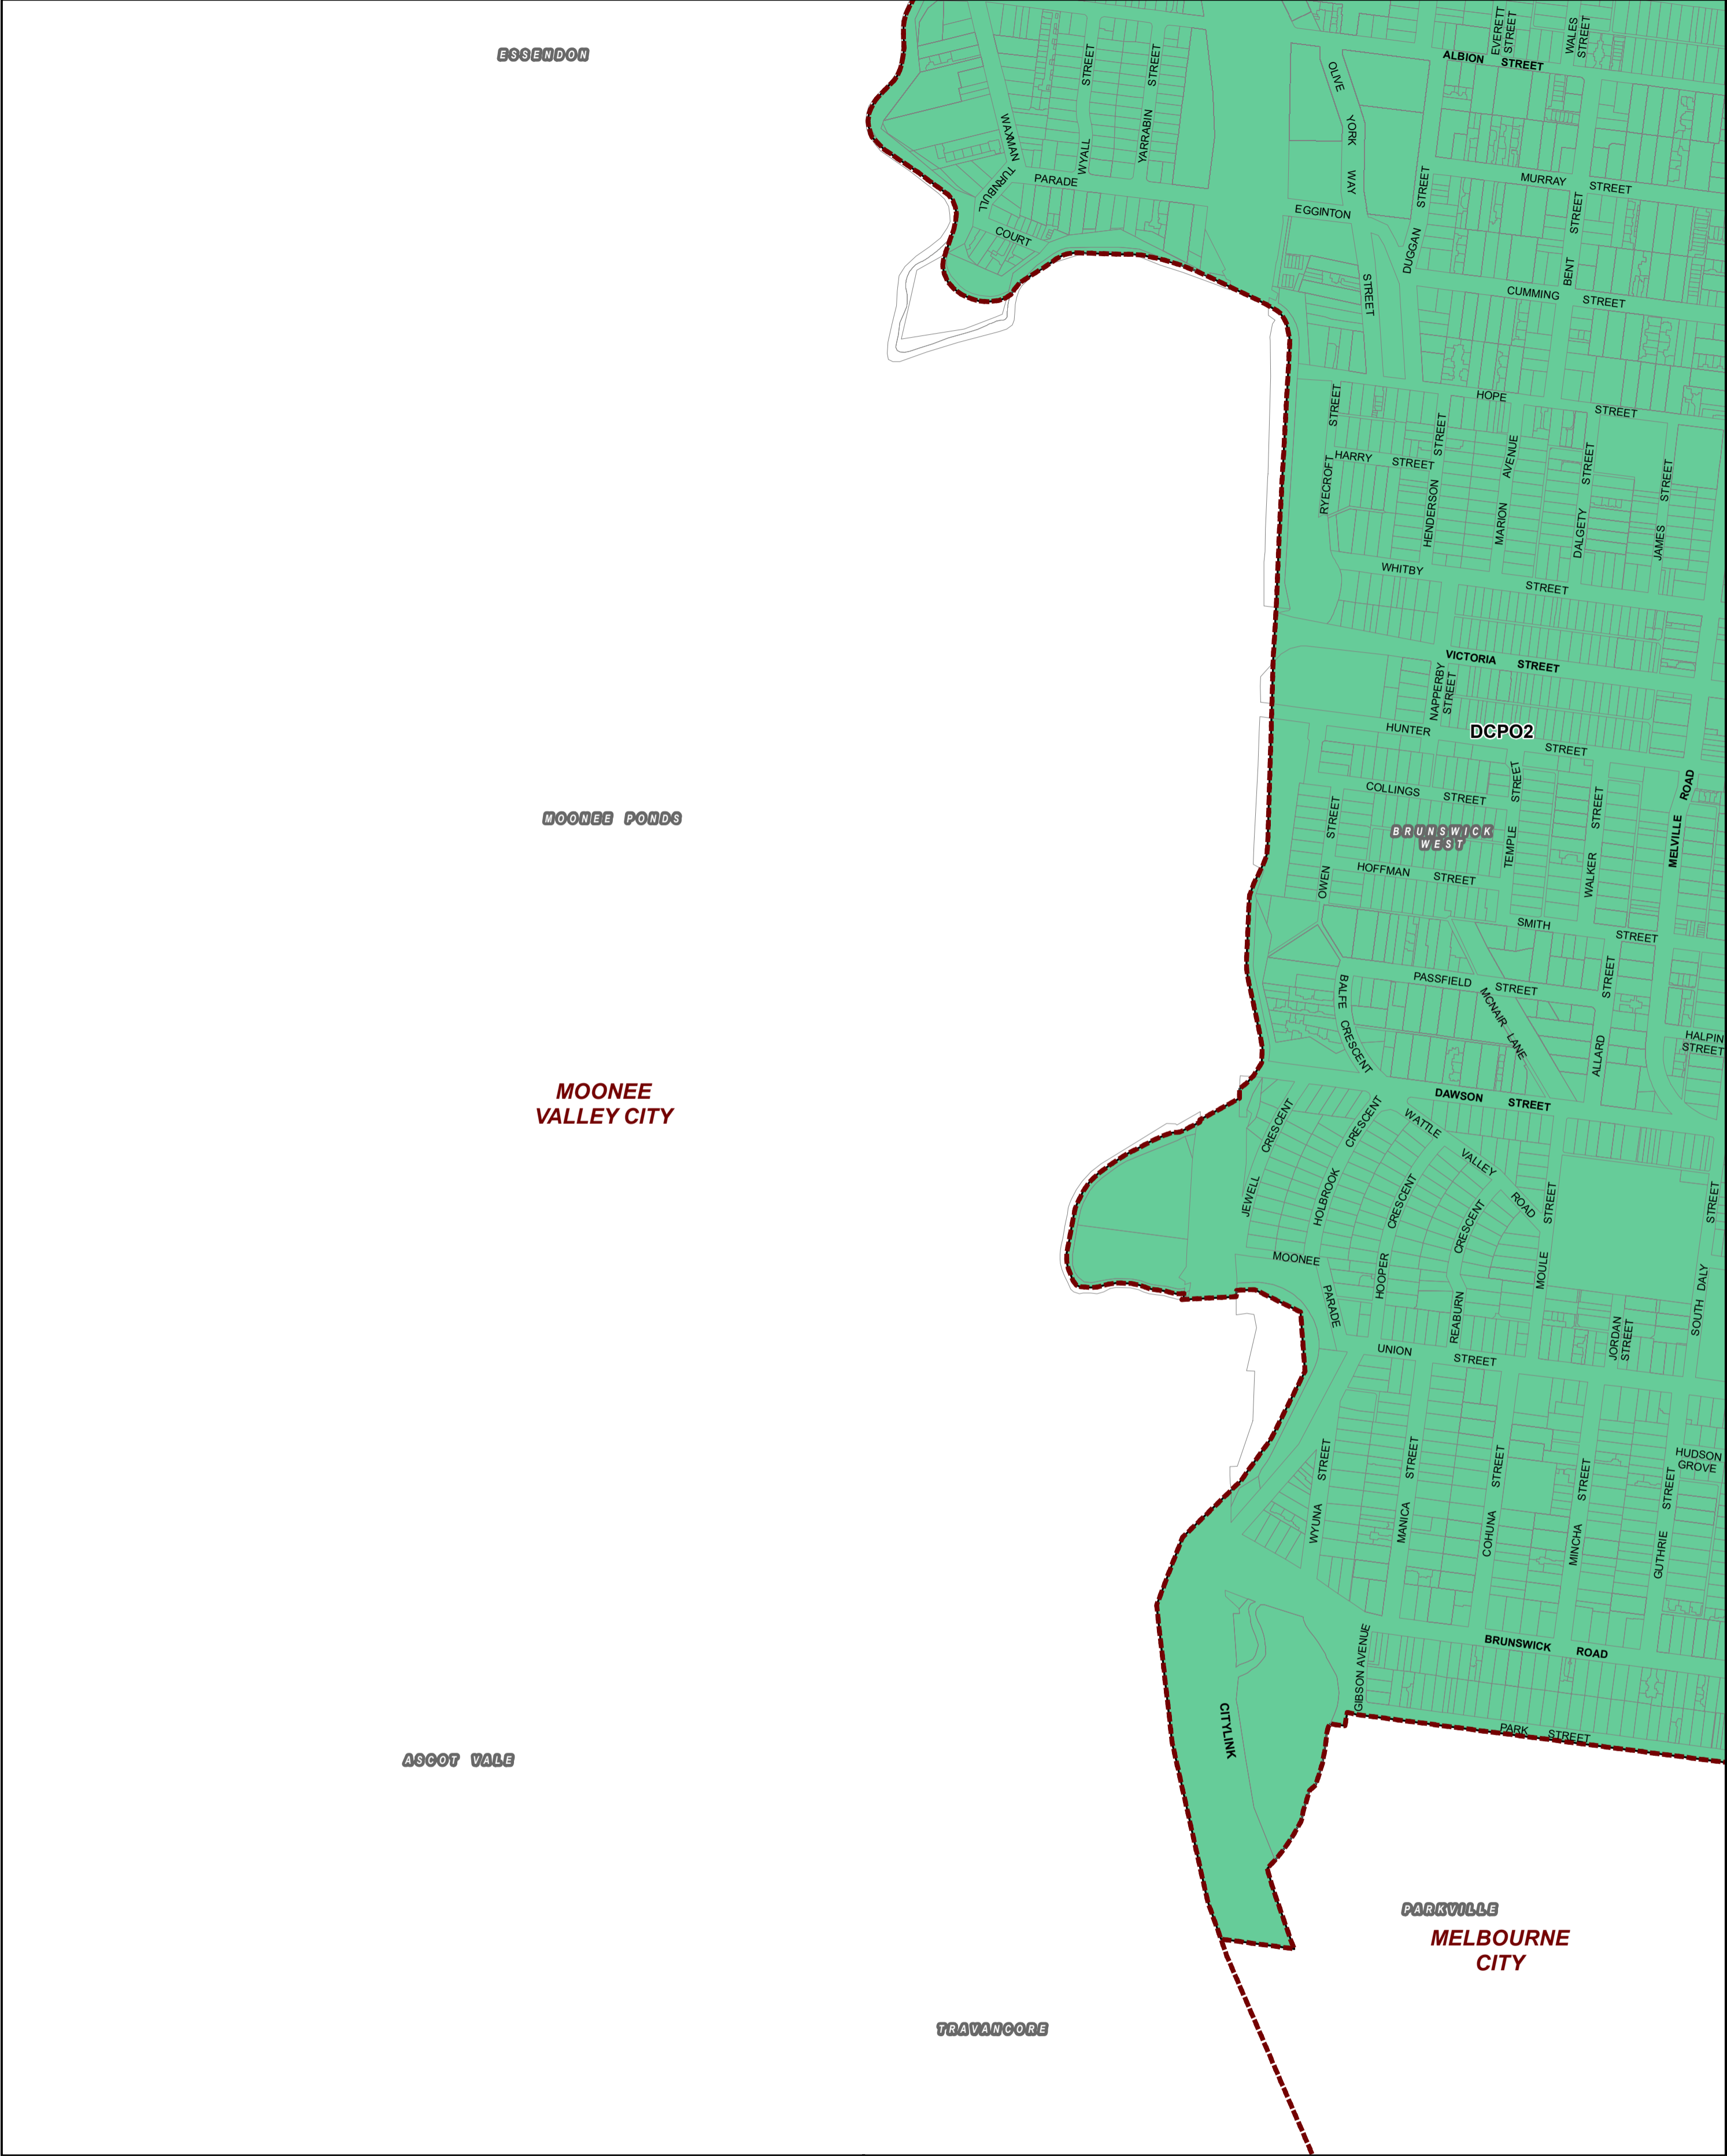 ESSENDON
EVERETT
STREET
WALES
STREET
ALBION STREET
OLIVE
YORK
WAY
WAXMAN
PARADE
WYALL
STREET
YARRABIN
STREET
TURNBULL
COURT
EGGINTON
STREET
DUGGAN
STREET
MURRAY STREET
BENT
STREET
CUMMING STREET
HOPE STREET
RYECROFT
STREET
HARRY STREET
HENDERSON
STREET
MARION
AVENUE
DALGETY
STREET
JAMES
STREET
WHITBY STREET
VICTORIA STREET
NAPPERBY
STREET
HUNTER STREET
DCPO2
MOONEE PONDS
COLLINGS STREET
BRUNSWICK
WEST
TEMPLE
STREET
WALKER
STREET
MELVILLE
ROAD
OWEN
STREET
HOFFMAN STREET
SMITH STREET
PASSFIELD STREET
BALFE
CRESCENT
MCNAIR LANE
ALLARD
STREET
HALPIN
STREET
MOONEE
VALLEY CITY
DAWSON STREET
WATTLE
VALLEY
ROAD
JEWELL
CRESCENT
HOLBROOK
CRESCENT
HOOPER
CRESCENT
REABURN
CRESCENT
MOULE
STREET
MOONEE
PARADE
JORDAN
STREET
SOUTH DALY
STREET
UNION STREET
WYUNA
STREET
MANICA
STREET
COHUNA
STREET
MINCHA
STREET
GUTHRIE
STREET
HUDSON
GROVE
BRUNSWICK ROAD
GIBSON AVENUE
PARK STREET
CITYLINK
ASCOT VALE
PARKVILLE
MELBOURNE
CITY
TRAVANCORE